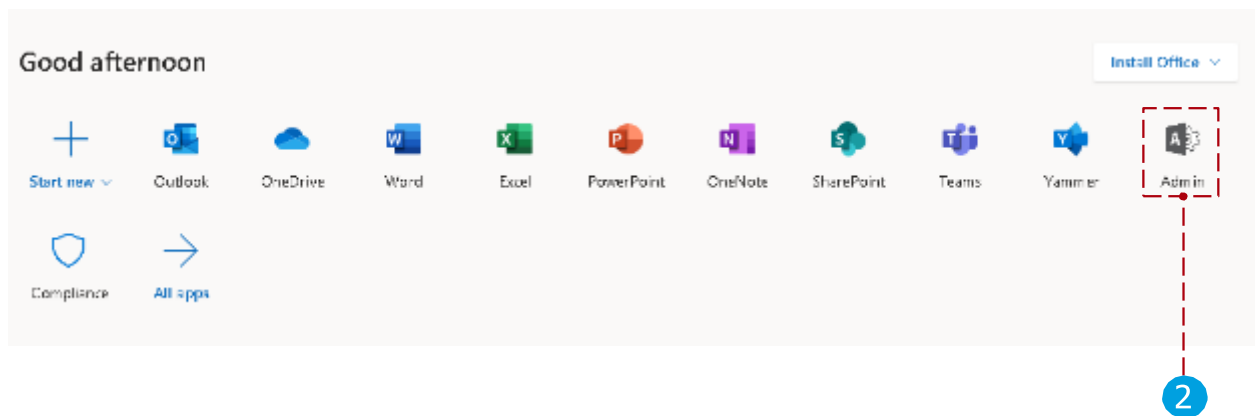 Good afternoon
Install Office
Start new
Outlook
OneDrive
Word
Excel
PowerPoint
OneNote
SharePoint
Teams
Yammer
Admin
Compliance
All apps
2